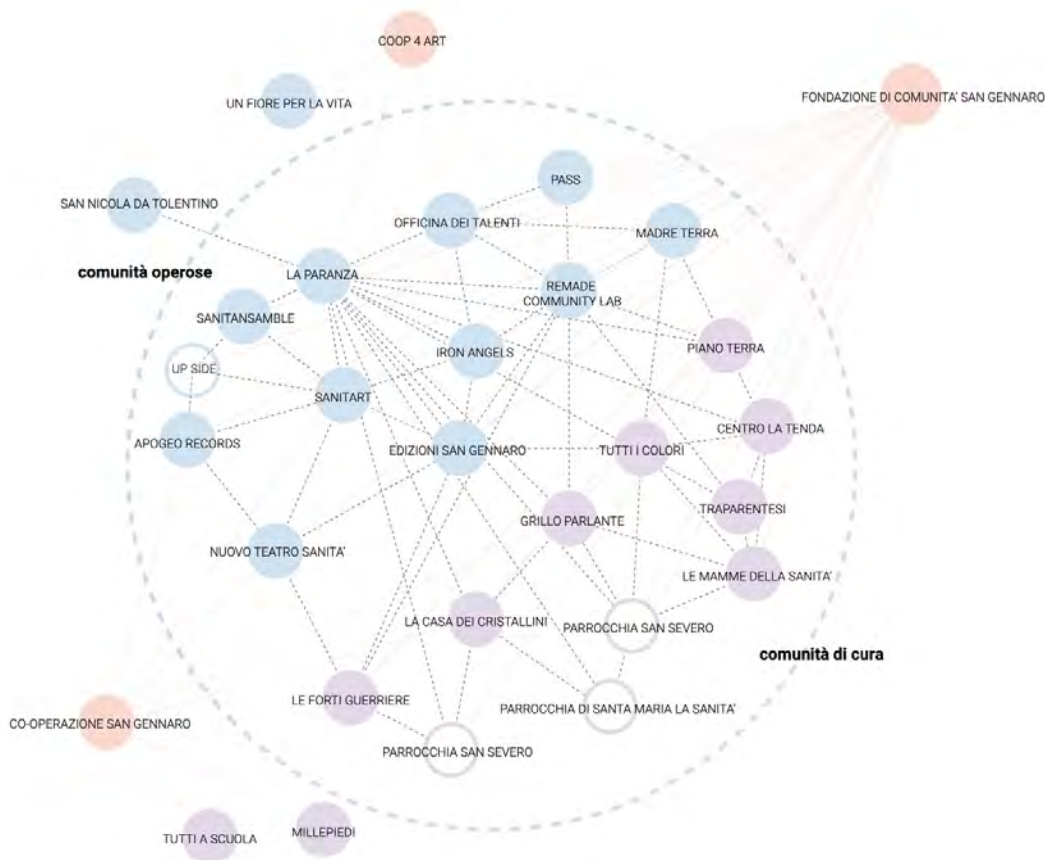 COOP 4 ART
FONDAZIONE DI COMUNITA' SAN GENNARO
UN FIORE PER LA VITA
PASS
SAN NICOLA DA TOLENTINO
OFFICINA DEI TALENTI
MADRE TERRA
comunità operose
LA PARANZA
REMADE
COMMUNITY LAB
SANITANSAMBLE
IRON ANGELS
PIANO TERRA
UP SIDE
SANITART
CENTRO LA TENDA
APOGEO RECORDS
EDIZIONI SAN GENNARO
TUTTI I COLORI
TRAPARENTESI
GRILLO PARLANTE
NUOVO TEATRO SANITA'
LE MAMME DELLA SANITA'
LA CASA DEI CRISTALLINI
PARROCCHIA SAN SEVERO
comunità di cura
LE FORTI GUERRIERE
PARROCCHIA DI SANTA MARIA LA SANITA'
CO-OPERAZIONE SAN GENNARO
PARROCCHIA SAN SEVERO
TUTTI A SCUOLA
MILLEPIEDI